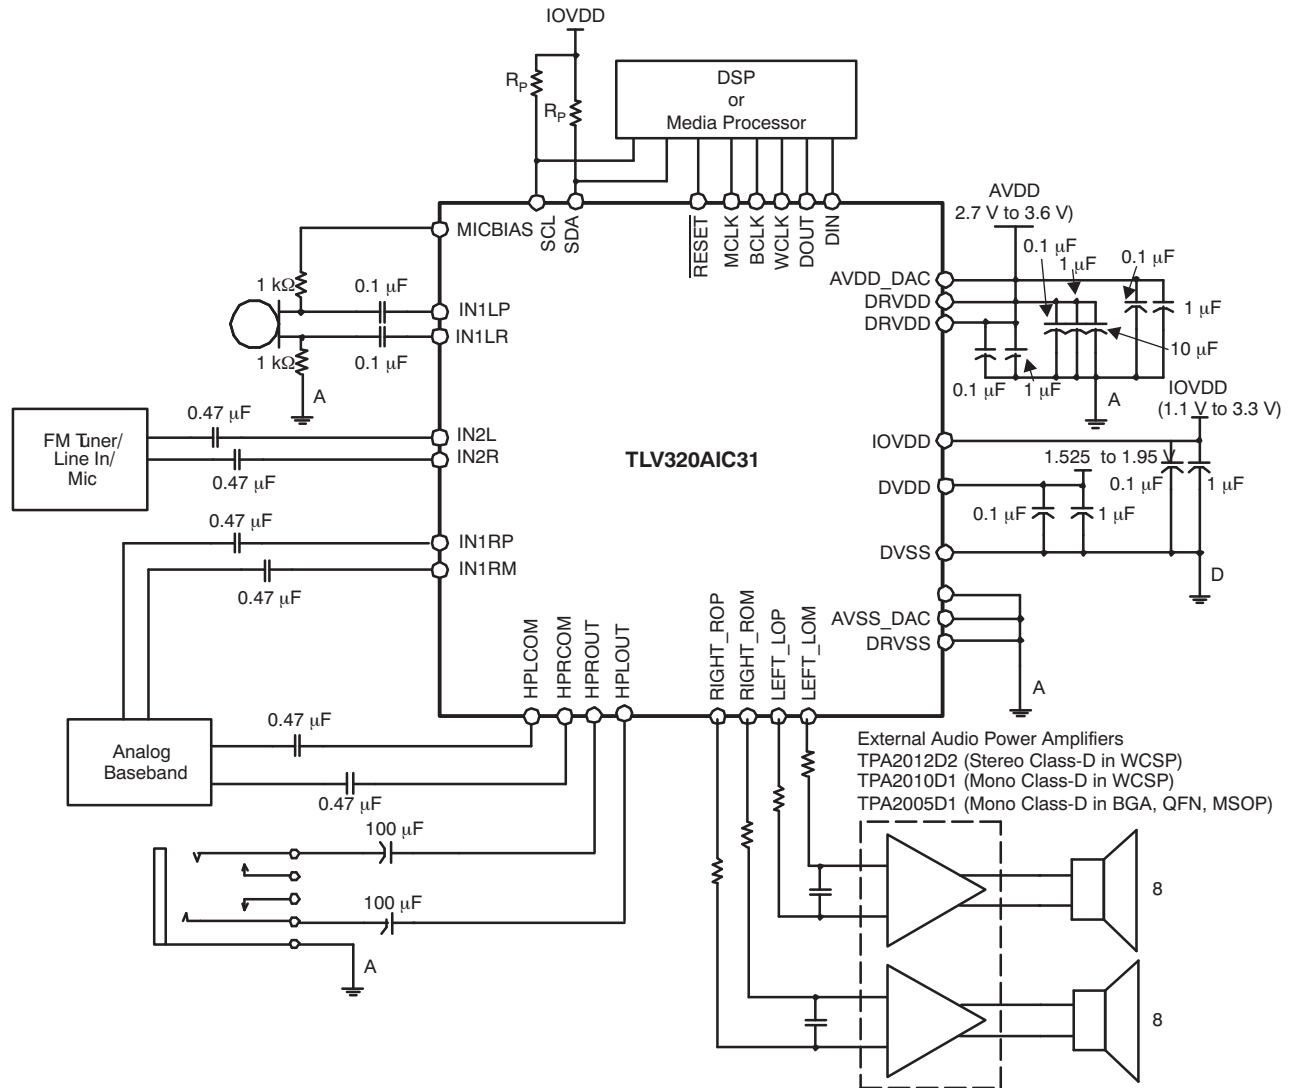 IOVDD
RP
RP
DSP
or
Media Processor
AVDD
2.7 V to 3.6 V)
MICBIAS
SCL
SDA
RESET
MCLK
BCLK
WCLK
DOUT
DIN
0.1 μF
1 μF
0.1 μF
AVDD_DAC
DRVDD
DRVDD
1 μF
10 μF
0.1 μF
1 μF
A
1 kΩ
0.1 μF
IN1LP
IN1LR
1 kΩ
0.1 μF
A
IOVDD
(1.1 V to 3.3 V)
FM Tuner/
Line In/
Mic
0.47 μF
IN2L
IN2R
0.47 μF
TLV320AIC31
IOVDD
1.525 to 1.95 V
DVDD
0.1 μF
1 μF
0.1 μF
1 μF
DVSS
D
0.47 μF
IN1RP
IN1RM
0.47 μF
AVSS_DAC
DRVSS
A
HPLCOM
HPRCOM
HPROUT
HPLOUT
RIGHT_ROP
RIGHT_ROM
LEFT_LOP
LEFT_LOM
Analog
Baseband
0.47 μF
0.47 μF
External Audio Power Amplifiers
TPA2012D2 (Stereo Class-D in WCSP)
TPA2010D1 (Mono Class-D in WCSP)
TPA2005D1 (Mono Class-D in BGA, QFN, MSOP)
100 μF
100 μF
A
8
8